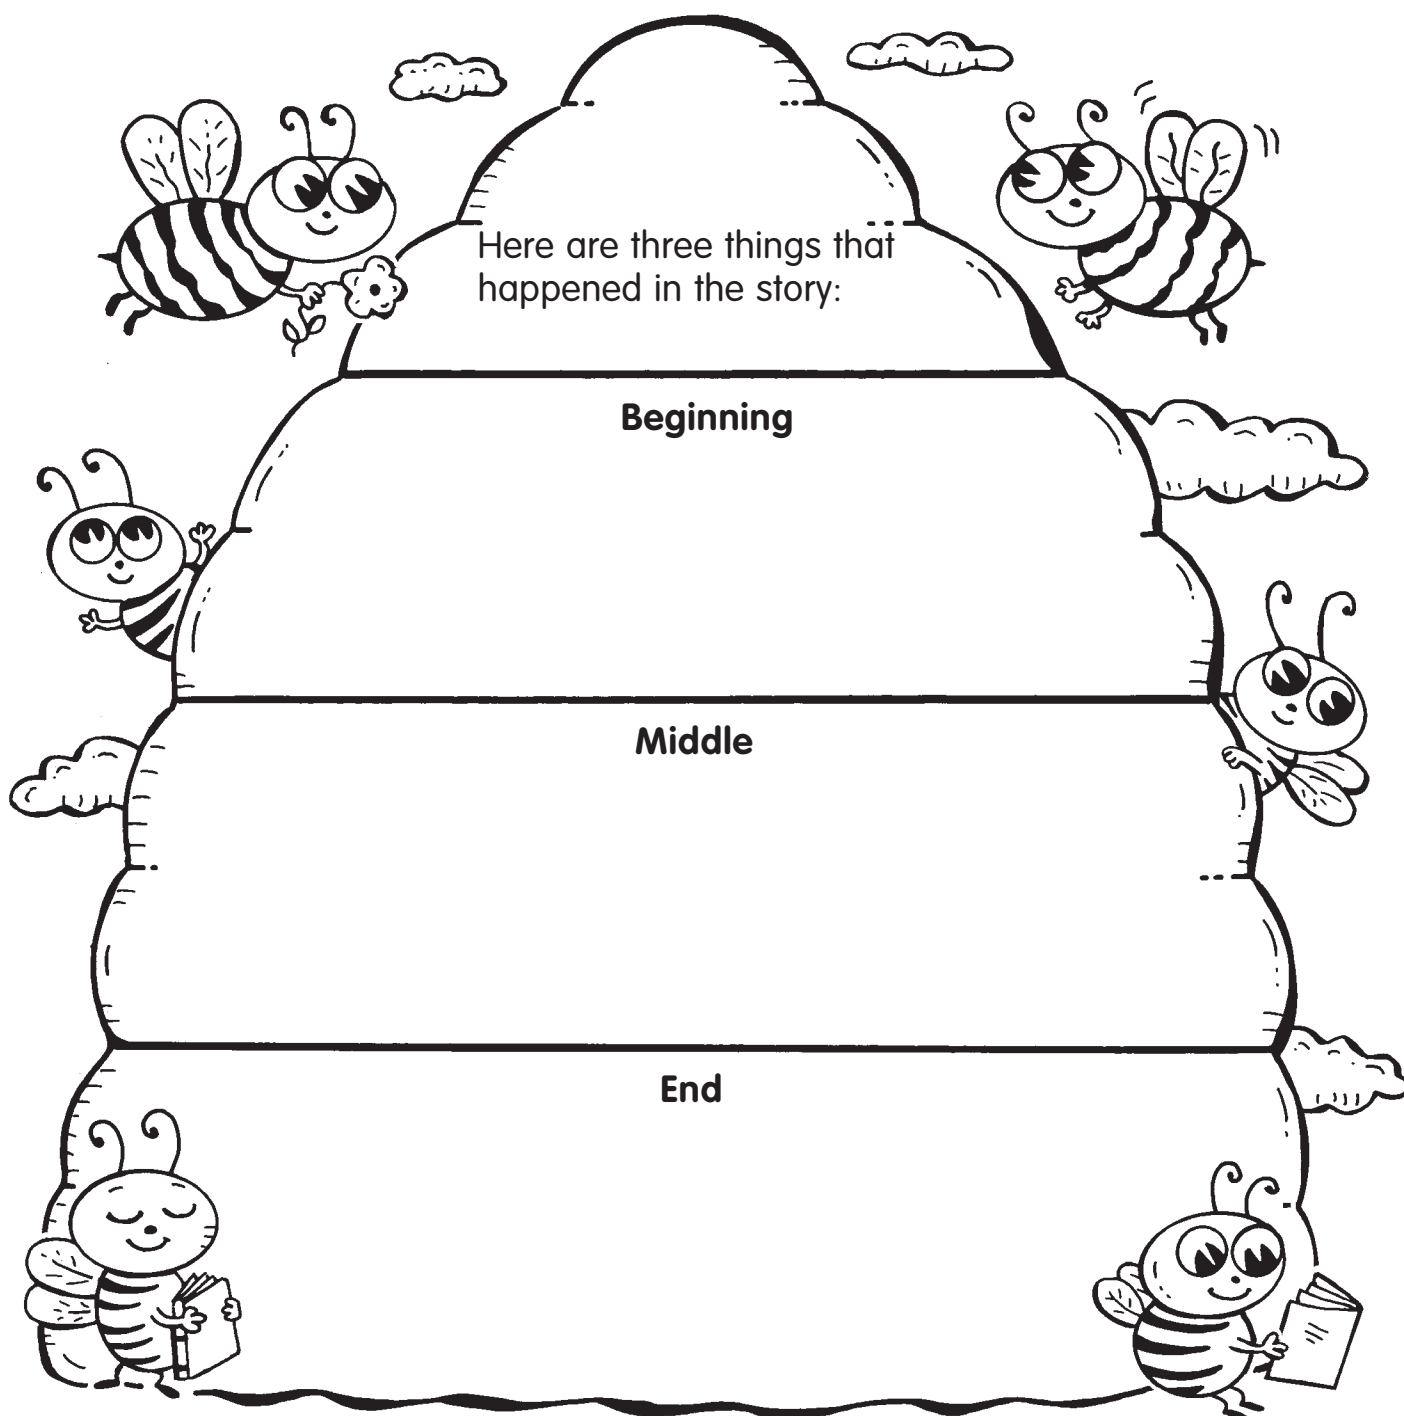 Here are three things that
happened in the story:
Beginning
Middle
End